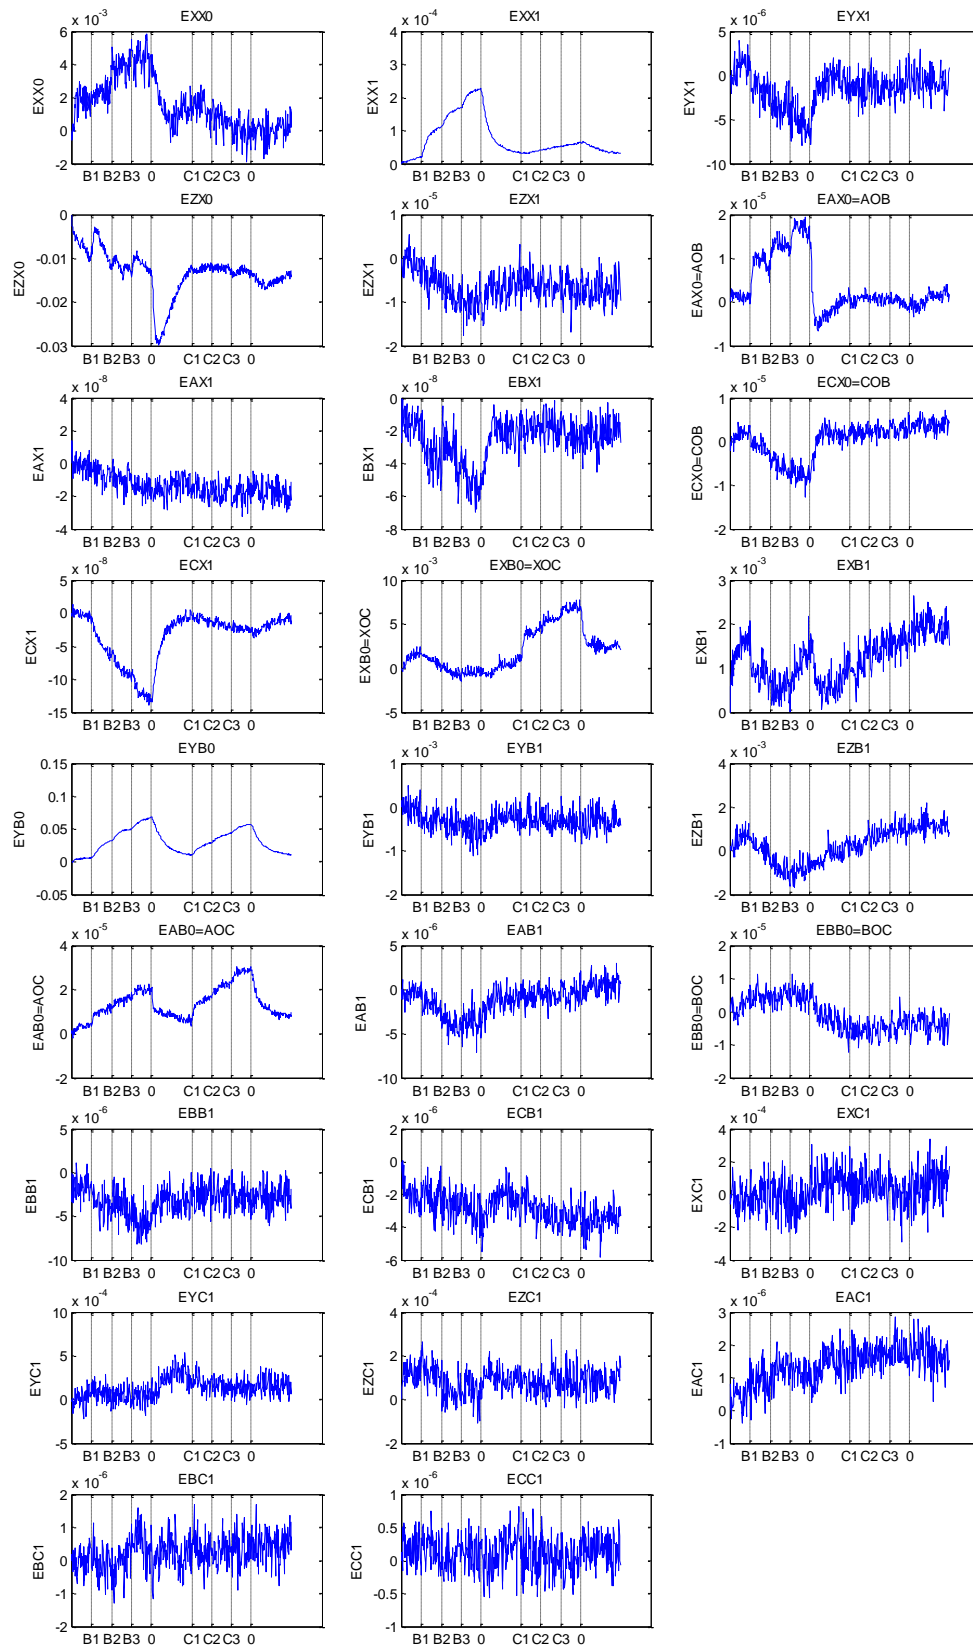 EXX0
x 10-3
EXX0
6
4
2
0
-2
B1 B2 B3 0 C1 C2 C3 0
EXX1
x 10-4
EXX1
4
3
2
1
0
B1 B2 B3 0 C1 C2 C3 0
EYX1
x 10-6
EYX1
5
0
-5
-10
B1 B2 B3 0 C1 C2 C3 0
EZX0
EZX0
0
-0.01
-0.02
-0.03
B1 B2 B3 0 C1 C2 C3 0
EZX1
x 10-5
EZX1
1
0
-1
-2
B1 B2 B3 0 C1 C2 C3 0
EAX0=AOB
x 10-5
EAX0=AOB
2
1
0
-1
B1 B2 B3 0 C1 C2 C3 0
EAX1
x 10-8
EAX1
4
2
0
-2
-4
B1 B2 B3 0 C1 C2 C3 0
EBX1
x 10-8
EBX1
0
-2
-4
-6
-8
B1 B2 B3 0 C1 C2 C3 0
ECX0=COB
x 10-5
ECX0=COB
1
0
-1
-2
B1 B2 B3 0 C1 C2 C3 0
ECX1
x 10-8
ECX1
5
0
-5
-10
-15
B1 B2 B3 0 C1 C2 C3 0
EXB0=XOC
x 10-3
EXB0=XOC
10
5
0
-5
B1 B2 B3 0 C1 C2 C3 0
EXB1
x 10-3
EXB1
3
2
1
0
B1 B2 B3 0 C1 C2 C3 0
EYB0
EYB0
0.15
0.1
0.05
0
-0.05
B1 B2 B3 0 C1 C2 C3 0
EYB1
x 10-3
EYB1
1
0
-1
-2
B1 B2 B3 0 C1 C2 C3 0
EZB1
x 10-3
EZB1
4
2
0
-2
B1 B2 B3 0 C1 C2 C3 0
EAB0=AOC
x 10-5
EAB0=AOC
4
2
0
-2
B1 B2 B3 0 C1 C2 C3 0
EAB1
x 10-6
EAB1
5
0
-5
-10
B1 B2 B3 0 C1 C2 C3 0
EBB0=BOC
x 10-5
EBB0=BOC
2
1
0
-1
-2
B1 B2 B3 0 C1 C2 C3 0
EBB1
x 10-6
EBB1
5
0
-5
-10
B1 B2 B3 0 C1 C2 C3 0
ECB1
x 10-6
ECB1
2
0
-2
-4
-6
B1 B2 B3 0 C1 C2 C3 0
EXC1
x 10-4
EXC1
4
2
0
-2
-4
B1 B2 B3 0 C1 C2 C3 0
EYC1
x 10-4
EYC1
10
5
0
-5
B1 B2 B3 0 C1 C2 C3 0
EZC1
x 10-4
EZC1
4
2
0
-2
B1 B2 B3 0 C1 C2 C3 0
EAC1
x 10-6
EAC1
3
2
1
0
-1
B1 B2 B3 0 C1 C2 C3 0
EBC1
x 10-6
EBC1
2
1
0
-1
-2
B1 B2 B3 0 C1 C2 C3 0
ECC1
x 10-6
ECC1
1
0.5
0
-0.5
-1
B1 B2 B3 0 C1 C2 C3 0